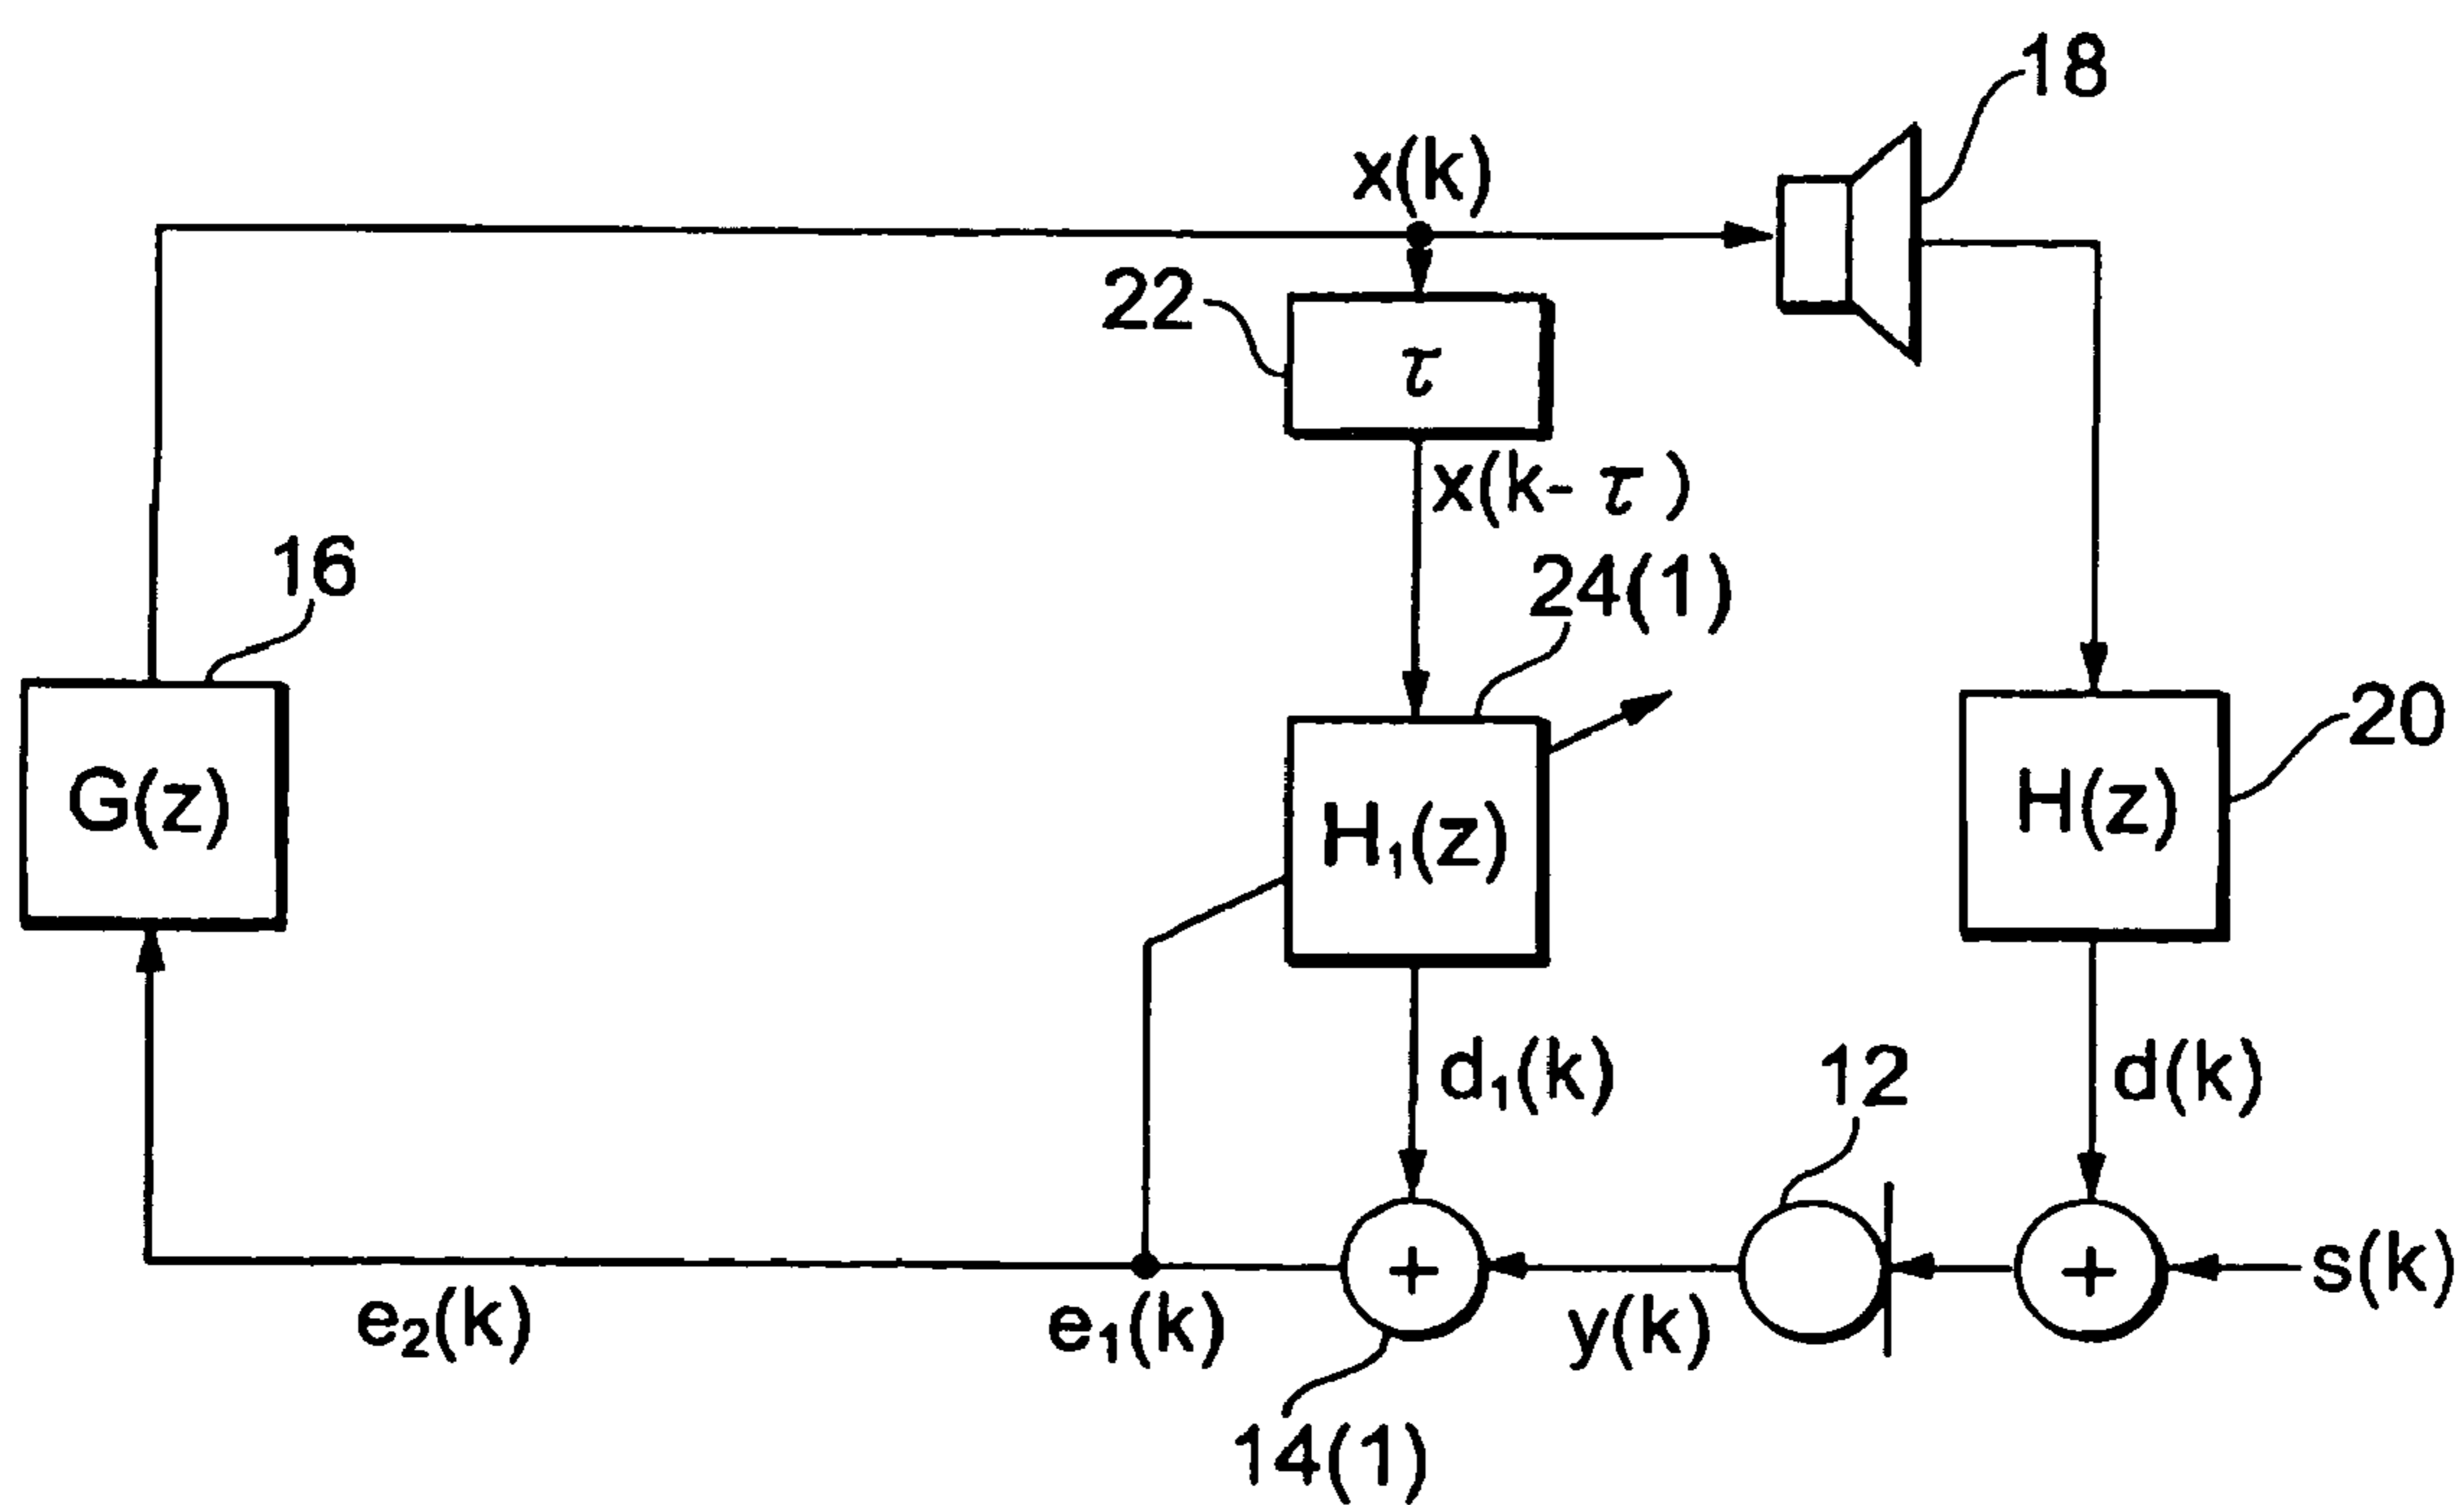 18
x(k)
22
τ
x(k- τ )
16
24(1)
20
G(z)
H₁(z)
H(z)
d₁(k)
12
d(k)
+
+
s(k)
e₂(k)
e₁(k)
y(k)
14(1)